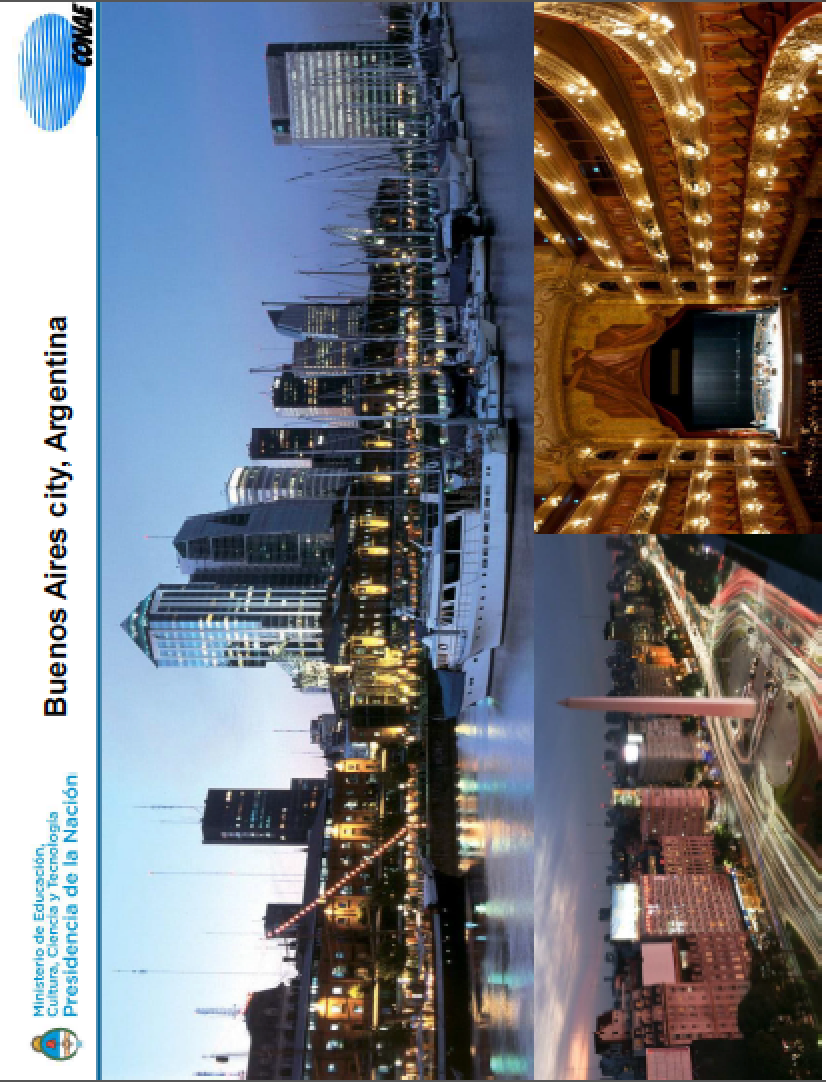 Ministerio de Educación,
Cultura, Ciencia y Tecnología
Presidencia de la Nación
Buenos Aires city, Argentina
CONAE